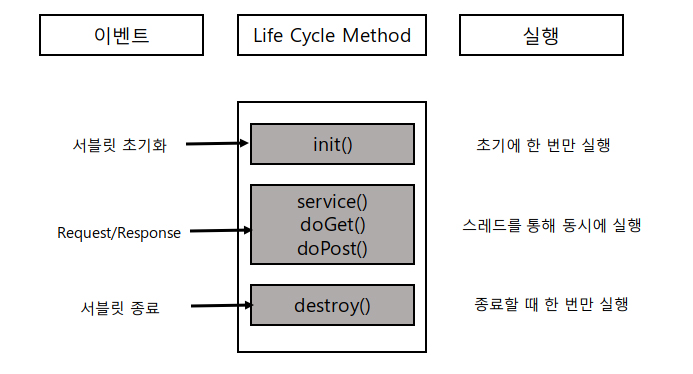 이벤트
Life Cycle Method
실행
서블릿 초기화
init()
초기에 한 번만 실행
Request/Response
service()
doGet()
doPost()
스레드를 통해 동시에 실행
서블릿 종료
destroy()
종료할 때 한 번만 실행